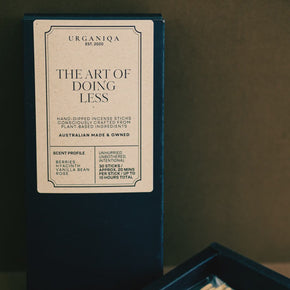 URGANIQA
EST. 2020
THE ART OF
DOING
LESS
HAND-DIPPED INCENSE STICKS
CONSCIOUSLY CRAFTED FROM
PLANT-BASED INGREDIENTS
AUSTRALIAN MADE & OWNED
SCENT PROFILE
BERRIES
HYACINTH
VANILLA BEAN
ROSE
UNHURRIED
UNBOTHERED
INTENTIONAL
30 STICKS /
APPROX. 20 MINS
PER STICK / UP TO
10 HOURS TOTAL